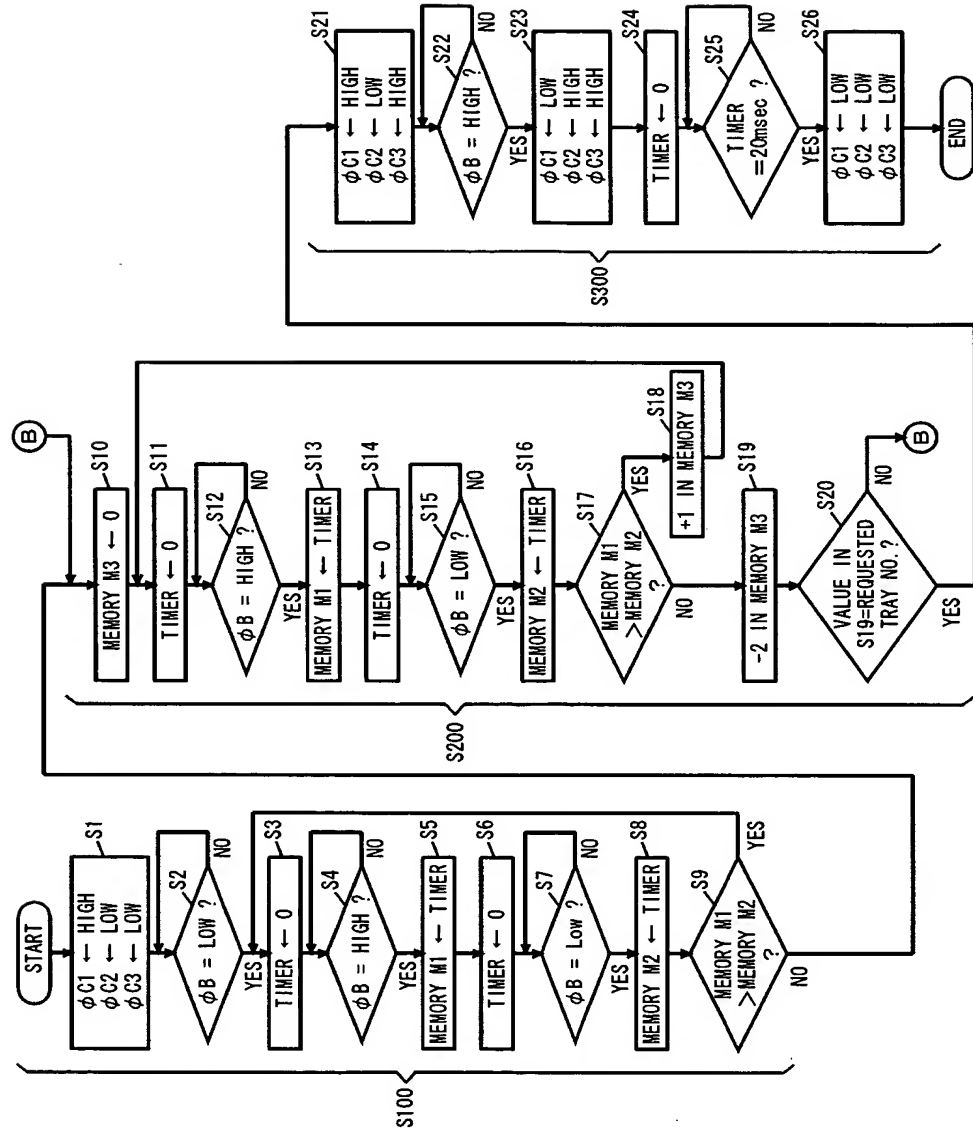 START
S1
φC1 ← HIGH
φC2 ← LOW
φC3 ← LOW
S2
φB = LOW ?
NO
YES
S3
TIMER ← 0
S4
φB = HIGH ?
NO
YES
S5
MEMORY M1 ← TIMER
S6
TIMER ← 0
S7
φB = Low ?
NO
YES
S8
MEMORY M2 ← TIMER
S9
MEMORY M1
>MEMORY M2
?
YES
NO
S100
B
S10
MEMORY M3 ← 0
S11
TIMER ← 0
S12
φB = HIGH ?
NO
YES
S13
MEMORY M1 ← TIMER
S14
TIMER ← 0
S15
φB = LOW ?
NO
YES
S16
MEMORY M2 ← TIMER
S17
MEMORY M1
>MEMORY M2
?
YES
S18
+1 IN MEMORY M3
NO
S19
-2 IN MEMORY M3
S20
VALUE IN
S19=REQUESTED
TRAY NO.?
NO
B
YES
S200
S21
φC1 ← HIGH
φC2 ← LOW
φC3 ← HIGH
S22
φB = HIGH ?
NO
YES
S23
φC1 ← LOW
φC2 ← HIGH
φC3 ← HIGH
S24
TIMER ← 0
S25
TIMER
=20msec ?
NO
YES
S26
φC1 ← LOW
φC2 ← LOW
φC3 ← LOW
END
S300